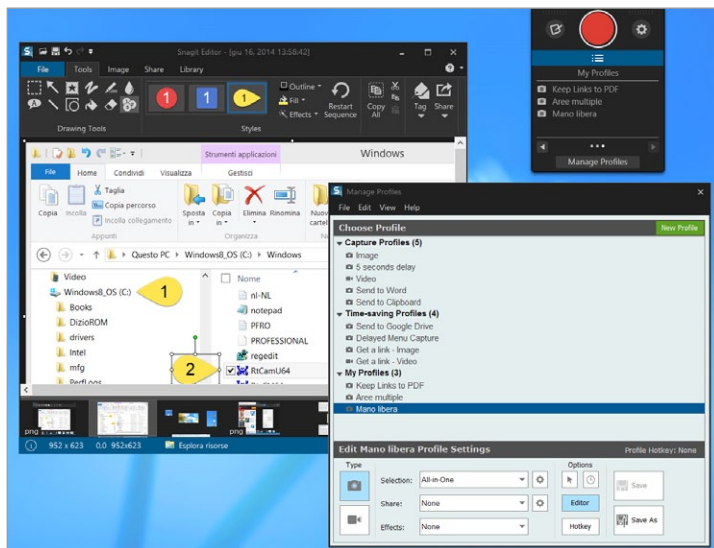 Snagit Editor - [giu 16, 2014 13:58:42]
File Tools Image Share Library
Outline
Fill
Effects
Restart Sequence
Copy All
Tag Share
Drawing Tools
Styles
1 1 1
Strumenti applicazioni
Windows
File Home Condividi Visualizza Gestisci
Copia
Incolla
Taglia
Copia percorso
Incolla collegamento
Sposta in
Copia in
Elimina
Rinomina
Appunti
Organizza
Questo PC Windows8_OS (C:) Windows
Video
Windows8_OS (C:)
Books
DizioROM
drivers
Intel
mfg
PerfLogs
1
2
Nome
nl-NL
notepad
PFRO
PROFESSIONAL
regedit
RtCamU64
png
png
952 x 623 0,0 952x623 Esplora risorse
My Profiles
Keep Links to PDF
Aree multiple
Mano libera
Manage Profiles
Manage Profiles
File Edit View Help
Choose Profile
New Profile
Capture Profiles (5)
Image
5 seconds delay
Video
Send to Word
Send to Clipboard
Time-saving Profiles (4)
Send to Google Drive
Delayed Menu Capture
Get a link - Image
Get a link - Video
My Profiles (3)
Keep Links to PDF
Aree multiple
Mano libera
Edit Mano libera Profile Settings
Profile Hotkey: None
Type
Options
Selection: All-in-One
Share: None
Effects: None
Editor
Hotkey
Save
Save As